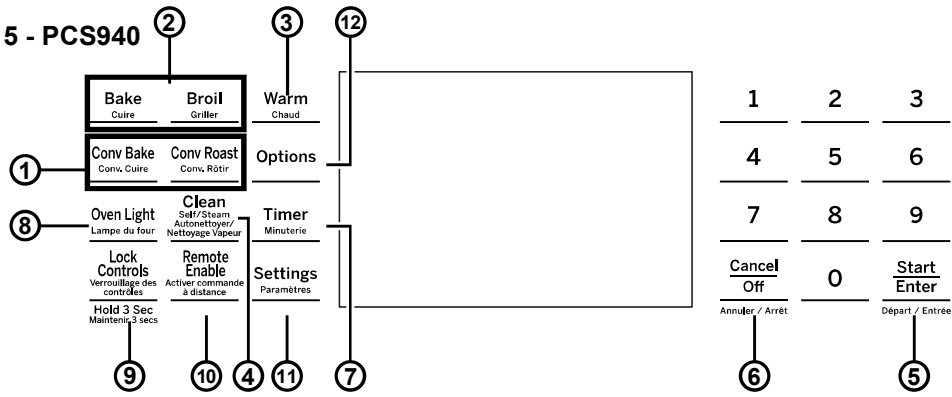 2
3
12
5 - PCS940
Bake
Cuire
Broil
Griller
Warm
Chaud
1
2
3
1
Conv Bake
Conv. Cuire
Conv Roast
Conv. Rôtir
Options
4
5
6
8
Oven Light
Lampe du four
Clean
Self/Steam
Autonettoyer/
Nettoyage Vapeur
Timer
Minuterie
7
8
9
Lock
Controls
Verrouillage des
contrôles
Hold 3 Sec
Maintenir 3 secs
Remote
Enable
Activer commande
à distance
Settings
Paramètres
Cancel
Off
Annuler / Arrêt
0
Start
Enter
Départ / Entrée
9
10
4
11
7
6
5